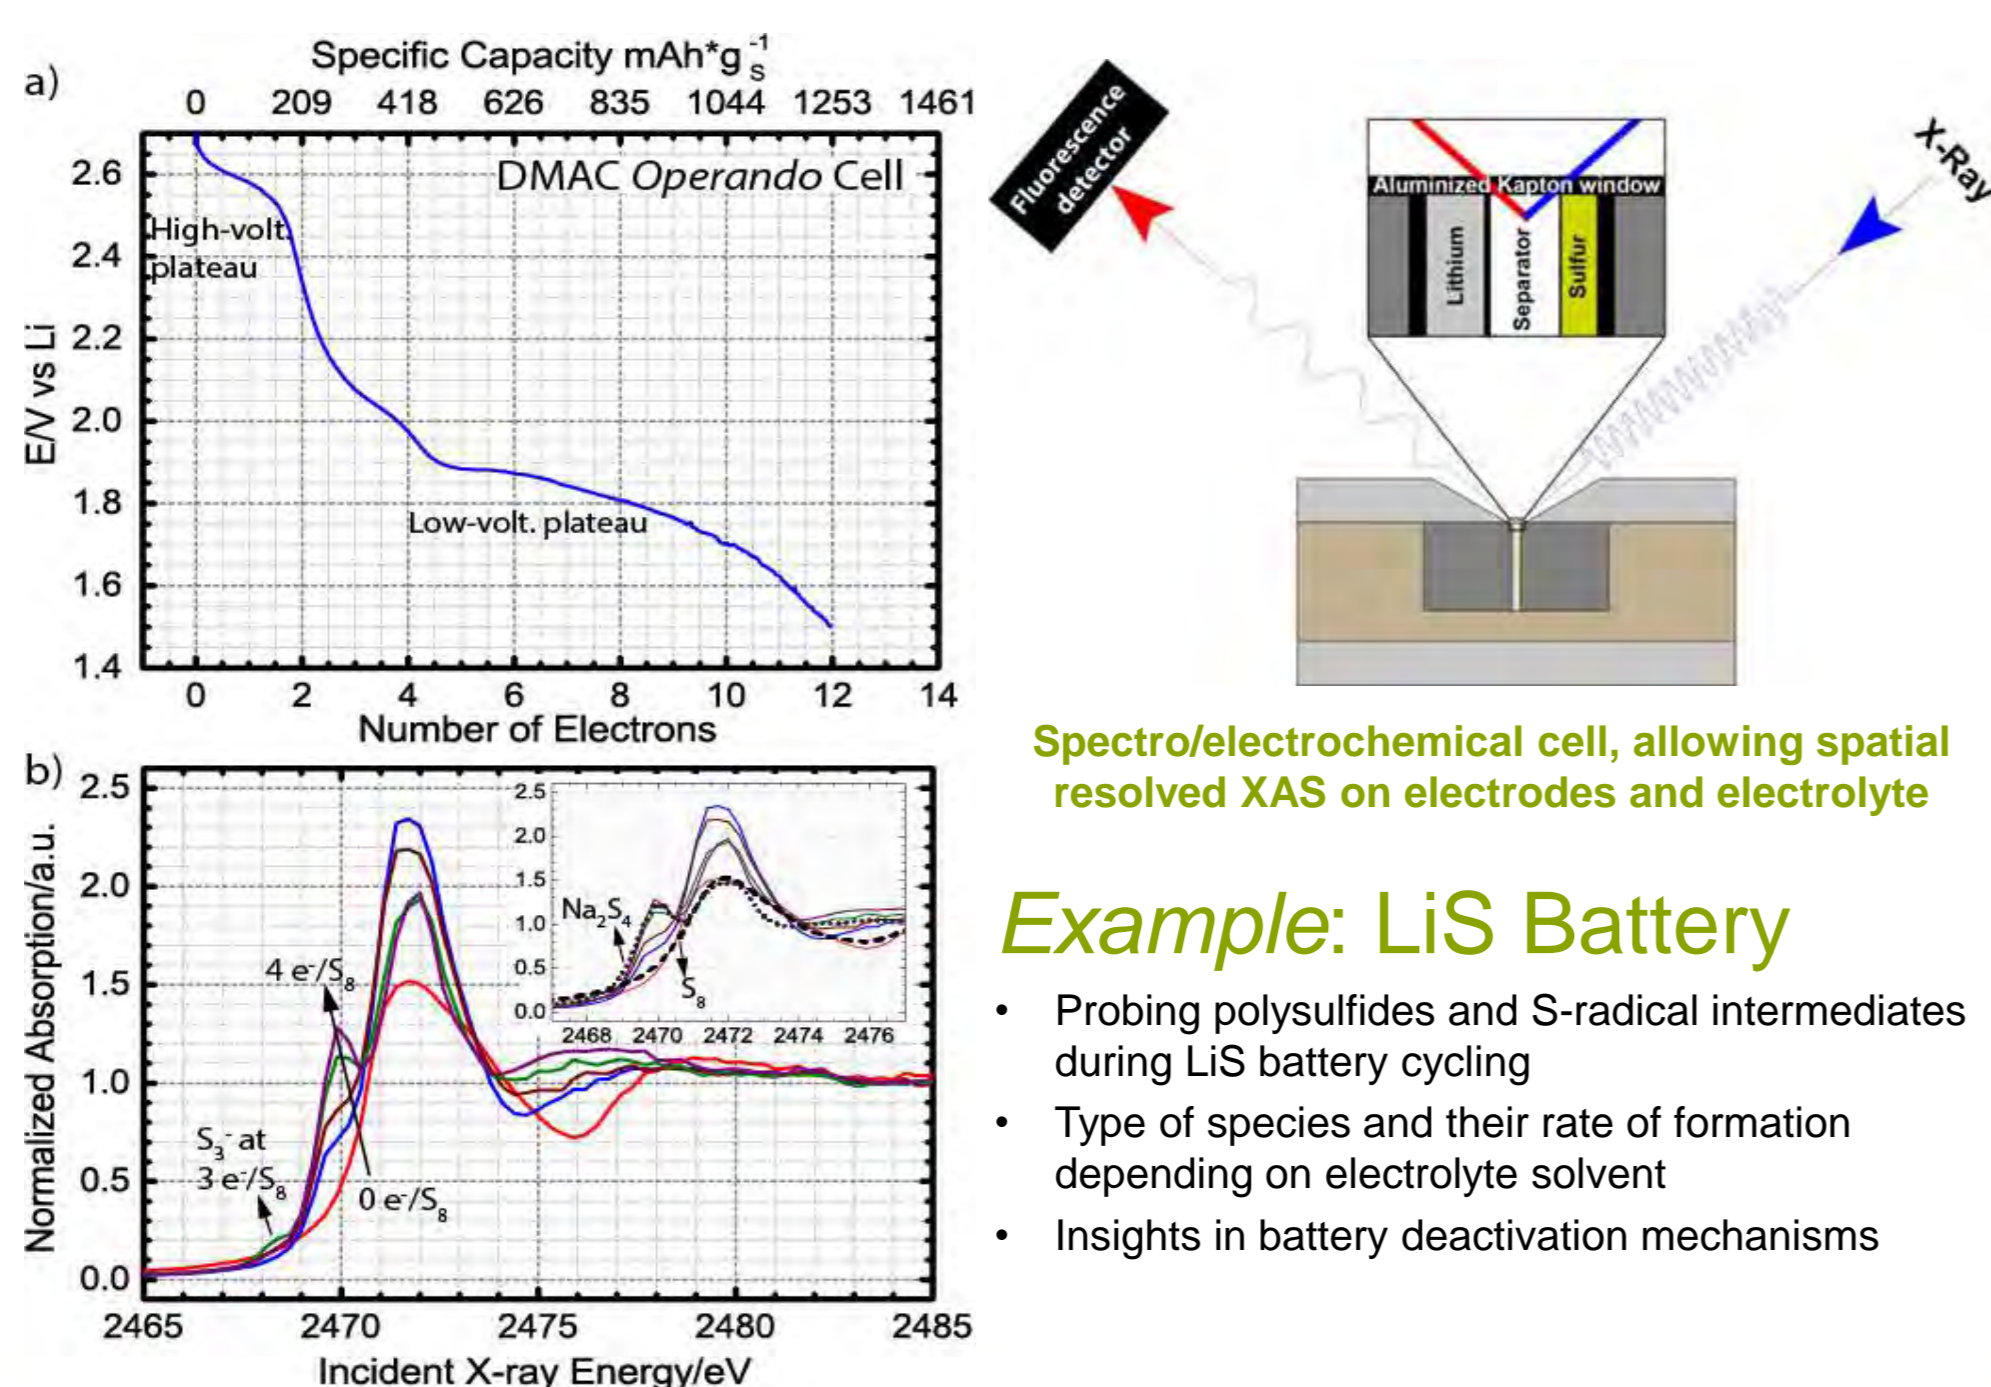 a)
Specific Capacity mAh*g⁻¹ₛ
0 209 418 626 835 1044 1253 1461
DMAC Operando Cell
High-volt.
plateau
Low-volt. plateau
E/V vs Li
2.6
2.4
2.2
2.0
1.8
1.6
1.4
0 2 4 6 8 10 12 14
Number of Electrons
b)
Normalized Absorption/a.u.
2.5
2.0
1.5
1.0
0.5
0.0
4 e⁻/S₈
S₃⁻ at
3 e⁻/S₈
0 e⁻/S₈
2.5
2.0
1.5
1.0
0.5
0.0
Na₂S₄
S₈
2468 2470 2472 2474 2476
2465 2470 2475 2480 2485
Incident X-ray Energy/eV
Fluorescence
detector
X-Ray
Aluminized Kapton window
Lithium
Separator
Sulfur
Spectro/electrochemical cell, allowing spatial
resolved XAS on electrodes and electrolyte
Example: LiS Battery
• Probing polysulfides and S-radical intermediates
during LiS battery cycling
• Type of species and their rate of formation
depending on electrolyte solvent
• Insights in battery deactivation mechanisms